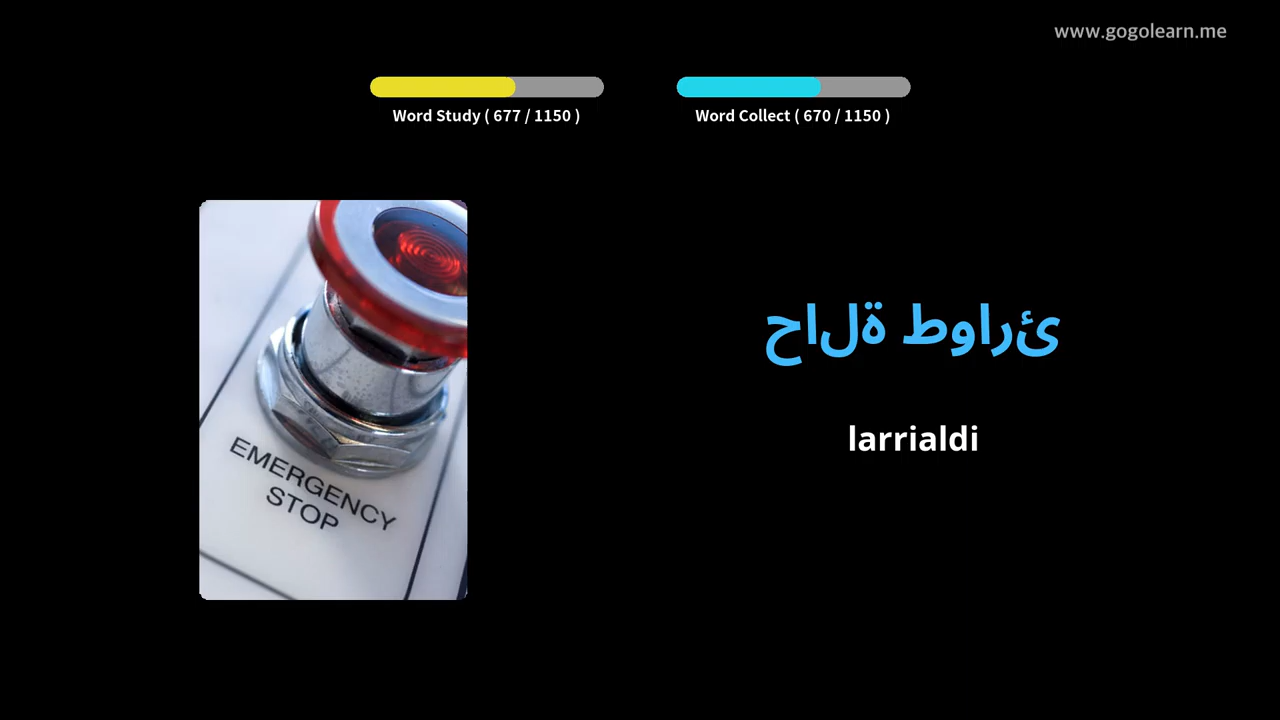 www.gogolearn.me
Word Study ( 677 / 1150 )
Word Collect ( 670 / 1150 )
حالة طوارئ
larrialdi
EMERGENCY
STOP